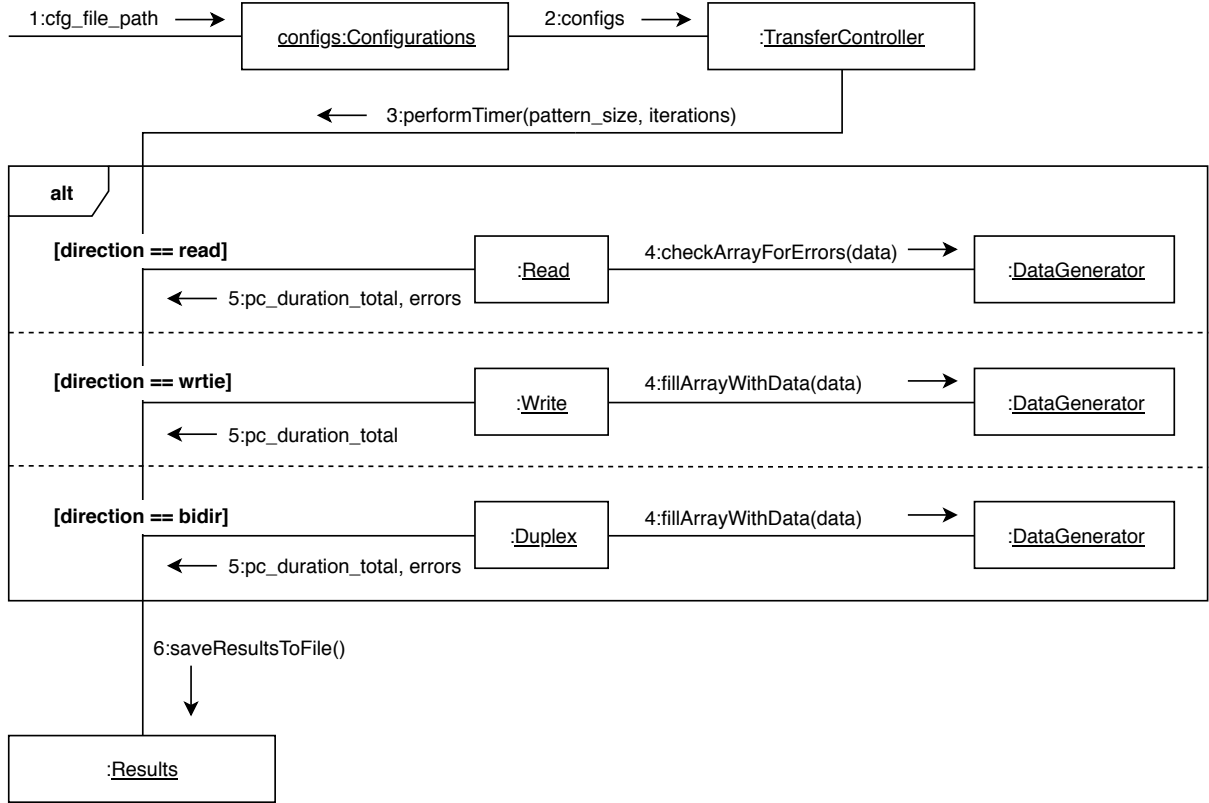 1:cfg_file_path
2:configs
configs:Configurations
:TransferController
3:performTimer(pattern_size, iterations)
alt
[direction == read]
:Read
4:checkArrayForErrors(data)
:DataGenerator
5:pc_duration_total, errors
[direction == wrtie]
:Write
4:fillArrayWithData(data)
:DataGenerator
5:pc_duration_total
[direction == bidir]
:Duplex
4:fillArrayWithData(data)
:DataGenerator
5:pc_duration_total, errors
6:saveResultsToFile()
:Results